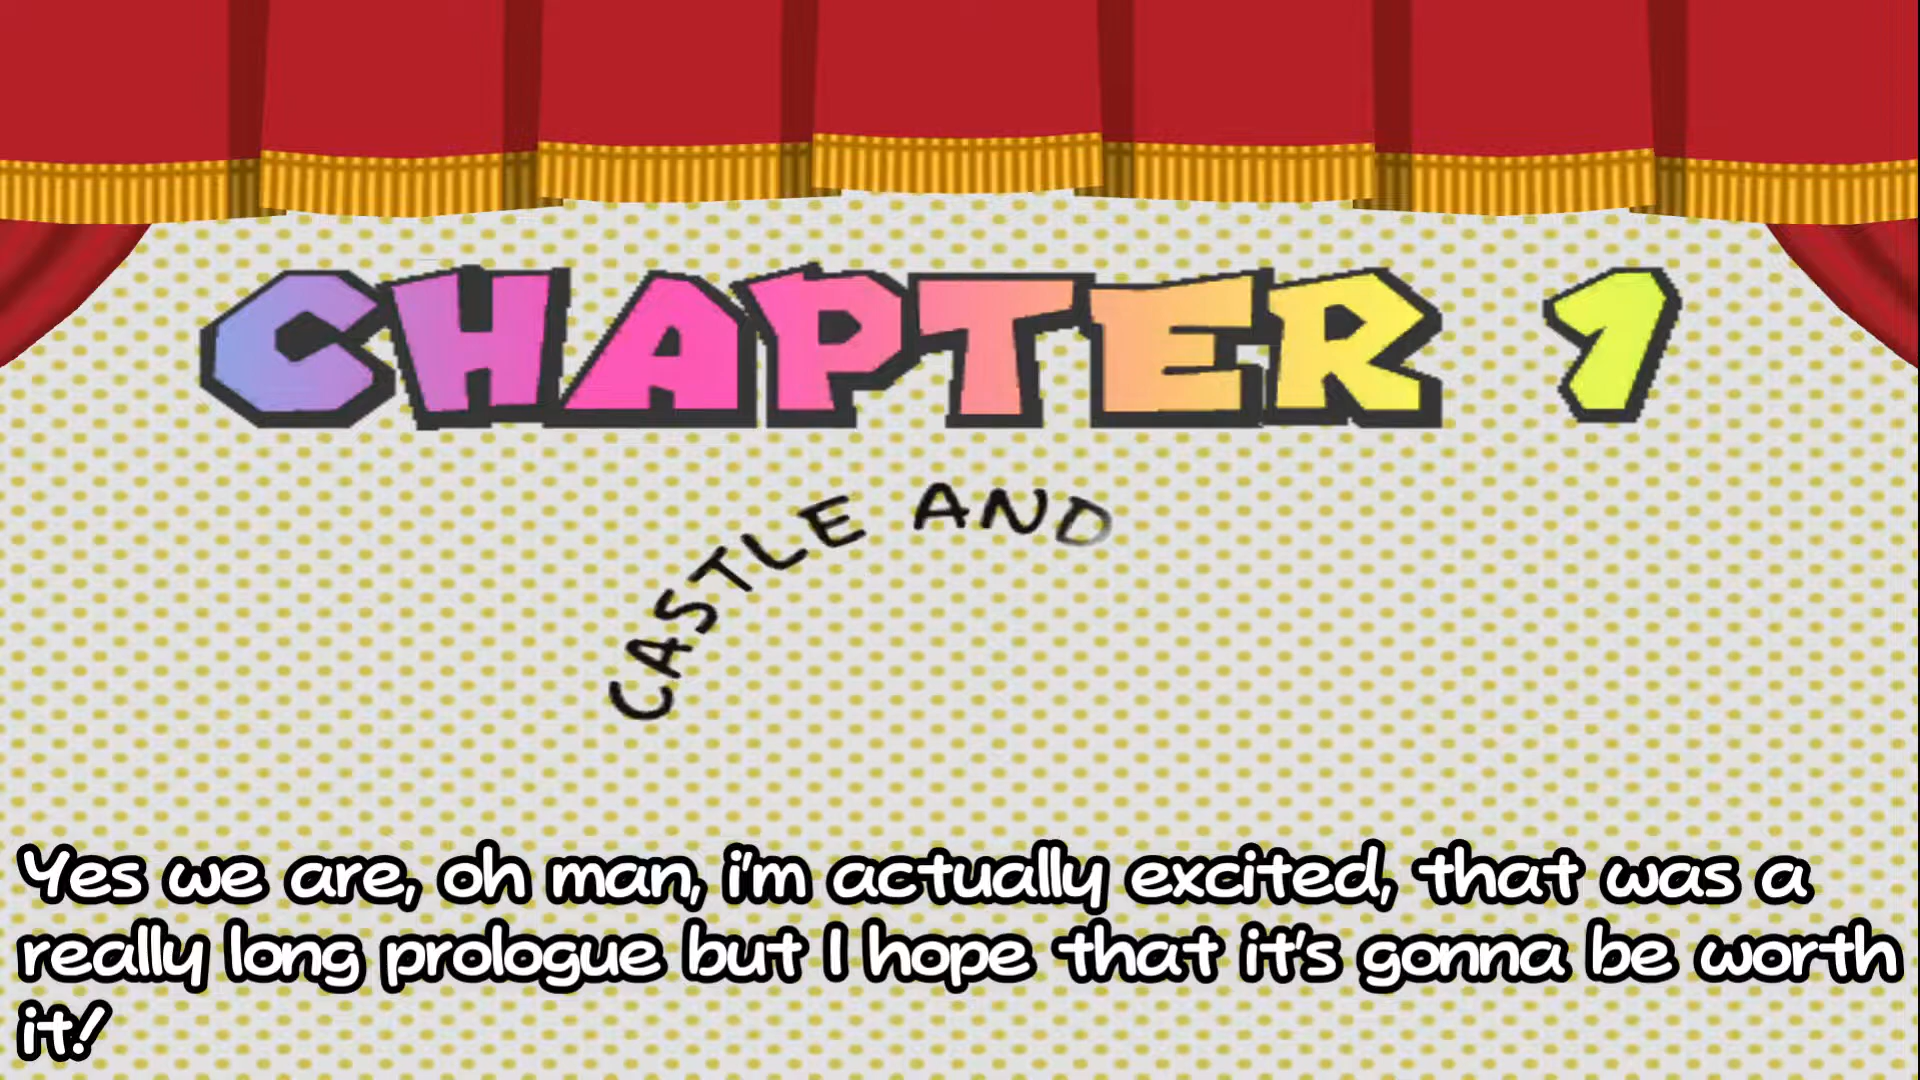 CHAPTER 1
CASTLE AND
Yes we are, oh man, i'm actually excited, that was a
really long prologue but I hope that it's gonna be worth
it!